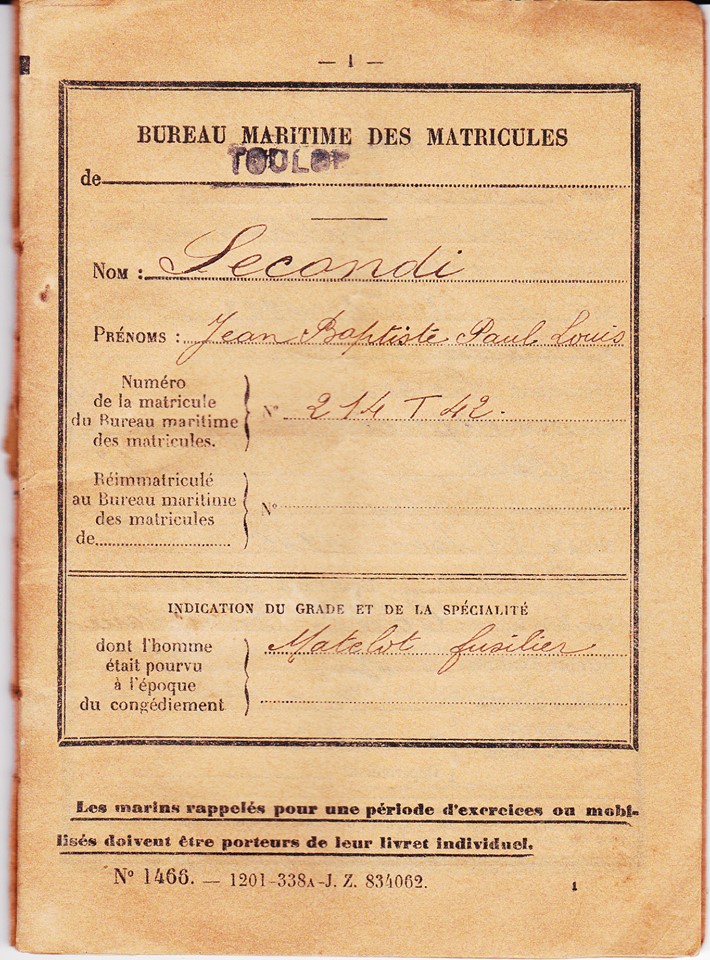 — 1 —
BUREAU MARITIME DES MATRICULES
TOULON
de
NOM : Secondi
PRÉNOMS : Jean Baptiste Paul Louis
Numéro
de la matricule
du Bureau maritime
des matricules.
N° 214 T 42.
Réimmatriculé
au Bureau maritime
des matricules
de
N°
INDICATION DU GRADE ET DE LA SPÉCIALITÉ
dont l'homme
était pourvu
à l'époque
du congédiement
Matelot fusilier
Les marins rappelés pour une période d'exercices ou mobi-
lisés doivent être porteurs de leur livret individuel.
N° 1466. — 1201-338A-J. Z. 834062.
1